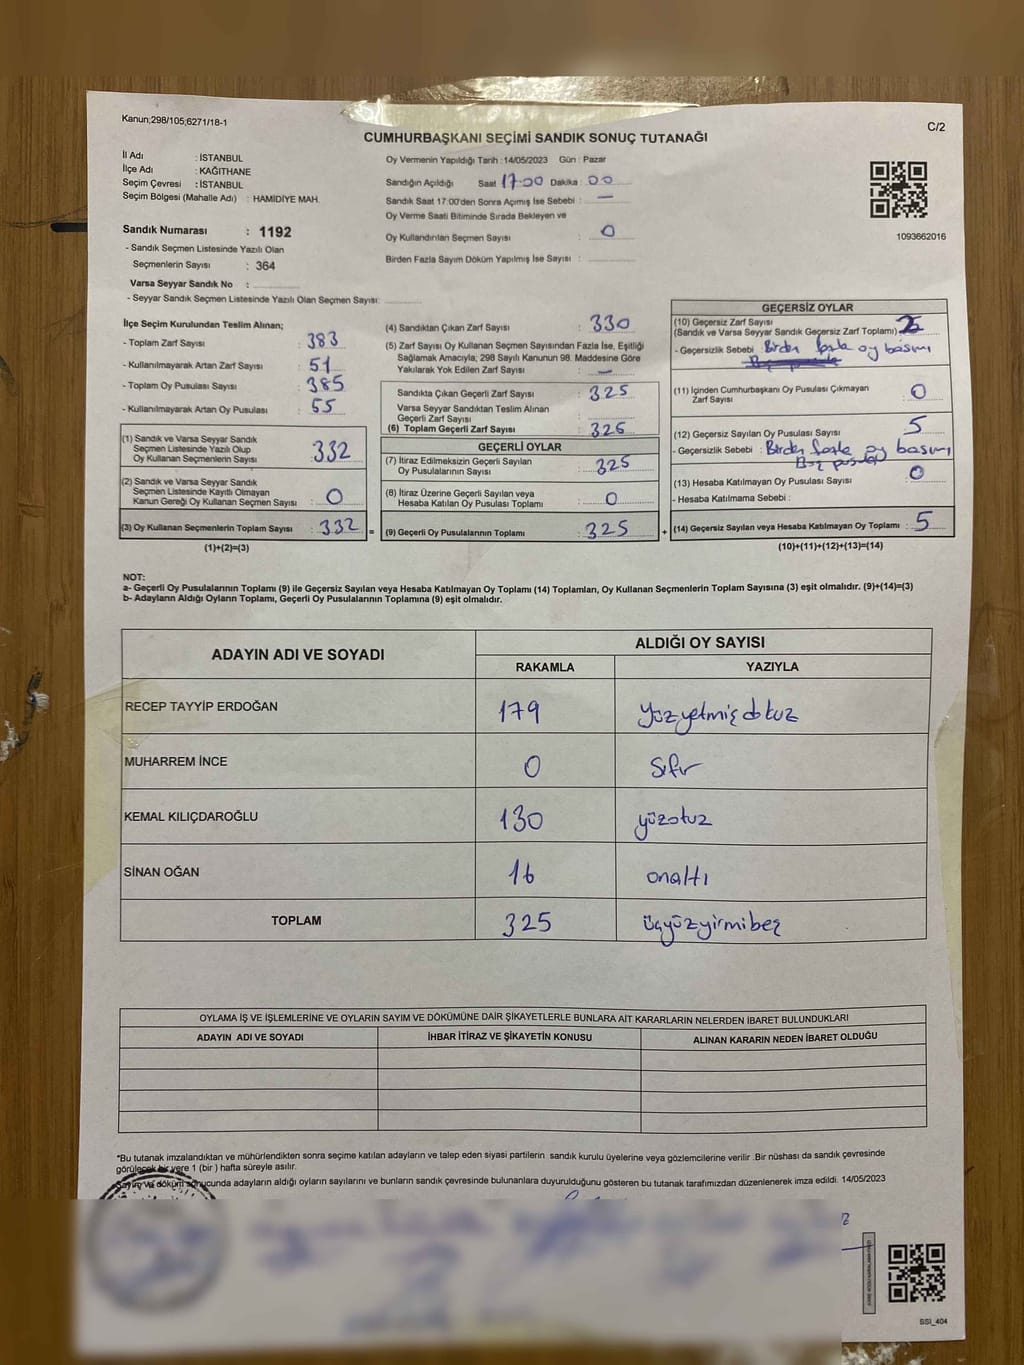 Kanun;298/105;6271/18-1
C/2
CUMHURBAŞKANI SEÇİMİ SANDIK SONUÇ TUTANAĞI
İl Adı : İSTANBUL
İlçe Adı : KAĞITHANE
Seçim Çevresi : İSTANBUL
Seçim Bölgesi (Mahalle Adı) : HAMİDİYE MAH.
Sandık Numarası : 1192
- Sandık Seçmen Listesinde Yazılı Olan
Seçmenlerin Sayısı : 364
Varsa Seyyar Sandık No :
- Seyyar Sandık Seçmen Listesinde Yazılı Olan Seçmen Sayısı:
Oy Vermenin Yapıldığı Tarih : 14/05/2023 Gün : Pazar
Sandığın Açıldığı Saat 17:00 Dakika : 00
Sandık Saat 17:00'den Sonra Açımış İse Sebebi : —
Oy Verme Saati Bitiminde Sırada Bekleyen ve
Oy Kullandırılan Seçmen Sayısı : 0
Birden Fazla Sayım Döküm Yapılmış İse Sayısı :
1093662016
İlçe Seçim Kurulundan Teslim Alınan;
- Toplam Zarf Sayısı : 383
- Kullanılmayarak Artan Zarf Sayısı : 51
- Toplam Oy Pusulası Sayısı : 385
- Kullanılmayarak Artan Oy Pusulası : 55
(1) Sandık ve Varsa Seyyar Sandık
Seçmen Listesinde Yazılı Olup
Oy Kullanan Seçmenlerin Sayısı : 332
(2) Sandık ve Varsa Seyyar Sandık
Seçmen Listesinde Kayıtlı Olmayan
Kanun Gereği Oy Kullanan Seçmen Sayısı : 0
(3) Oy Kullanan Seçmenlerin Toplam Sayısı : 332 =
(1)+(2)=(3)
(4) Sandıktan Çıkan Zarf Sayısı : 330
(5) Zarf Sayısı Oy Kullanan Seçmen Sayısından Fazla İse, Eşitliği
Sağlamak Amacıyla; 298 Sayılı Kanunun 98. Maddesine Göre
Yakılarak Yok Edilen Zarf Sayısı : —
Sandıkta Çıkan Geçerli Zarf Sayısı : 325
Varsa Seyyar Sandıktan Teslim Alınan
Geçerli Zarf Sayısı :
(6) Toplam Geçerli Zarf Sayısı : 325
GEÇERLİ OYLAR
(7) İtiraz Edilmeksizin Geçerli Sayılan
Oy Pusulalarının Sayısı : 325
(8) İtiraz Üzerine Geçerli Sayılan veya
Hesaba Katılan Oy Pusulası Toplamı : 0
(9) Geçerli Oy Pusulalarının Toplamı : 325 +
GEÇERSİZ OYLAR
(10) Geçersiz Zarf Sayısı
(Sandık ve Varsa Seyyar Sandık Geçersiz Zarf Toplamı) :
- Geçersizlik Sebebi : Birden fazla oy basımı
(11) İçinden Cumhurbaşkanı Oy Pusulası Çıkmayan
Zarf Sayısı : 0
(12) Geçersiz Sayılan Oy Pusulası Sayısı : 5
- Geçersizlik Sebebi : Birden fazla oy basımı
Boş pusula
(13) Hesaba Katılmayan Oy Pusulası Sayısı : 0
- Hesaba Katılmama Sebebi :
(14) Geçersiz Sayılan veya Hesaba Katılmayan Oy Toplamı : 5
(10)+(11)+(12)+(13)=(14)
NOT:
a- Geçerli Oy Pusulalarının Toplamı (9) ile Geçersiz Sayılan veya Hesaba Katılmayan Oy Toplamı (14) Toplamları, Oy Kullanan Seçmenlerin Toplam Sayısına (3) eşit olmalıdır. (9)+(14)=(3)
b- Adayların Aldığı Oyların Toplamı, Geçerli Oy Pusulalarının Toplamına (9) eşit olmalıdır.
ADAYIN ADI VE SOYADI ALDIĞI OY SAYISI
RAKAMLA YAZIYLA
RECEP TAYYİP ERDOĞAN 179 Yüzyetmişdokuz
MUHARREM İNCE 0 Sıfır
KEMAL KILIÇDAROĞLU 130 yüzotuz
SİNAN OĞAN 16 onaltı
TOPLAM 325 üçyüzyirmibeş
OYLAMA İŞ VE İŞLEMLERİNE VE OYLARIN SAYIM VE DÖKÜMÜNE DAİR ŞİKAYETLERLE BUNLARA AİT KARARLARIN NELERDEN İBARET BULUNDUKLARI
ADAYIN ADI VE SOYADI İHBAR İTİRAZ VE ŞİKAYETİN KONUSU ALINAN KARARIN NEDEN İBARET OLDUĞU
*Bu tutanak imzalandıktan ve mühürlendikten sonra seçime katılan adayların ve talep eden siyasi partilerin sandık kurulu üyelerine veya gözlemcilerine verilir .Bir nüshası da sandık çevresinde
görülecek bir yere 1 (bir ) hafta süreyle asılır.
Sayım ve döküm sonucunda adayların aldığı oyların sayılarını ve bunların sandık çevresinde bulunanlara duyurulduğunu gösteren bu tutanak tarafımızdan düzenlenerek imza edildi. 14/05/2023
SSİ_404